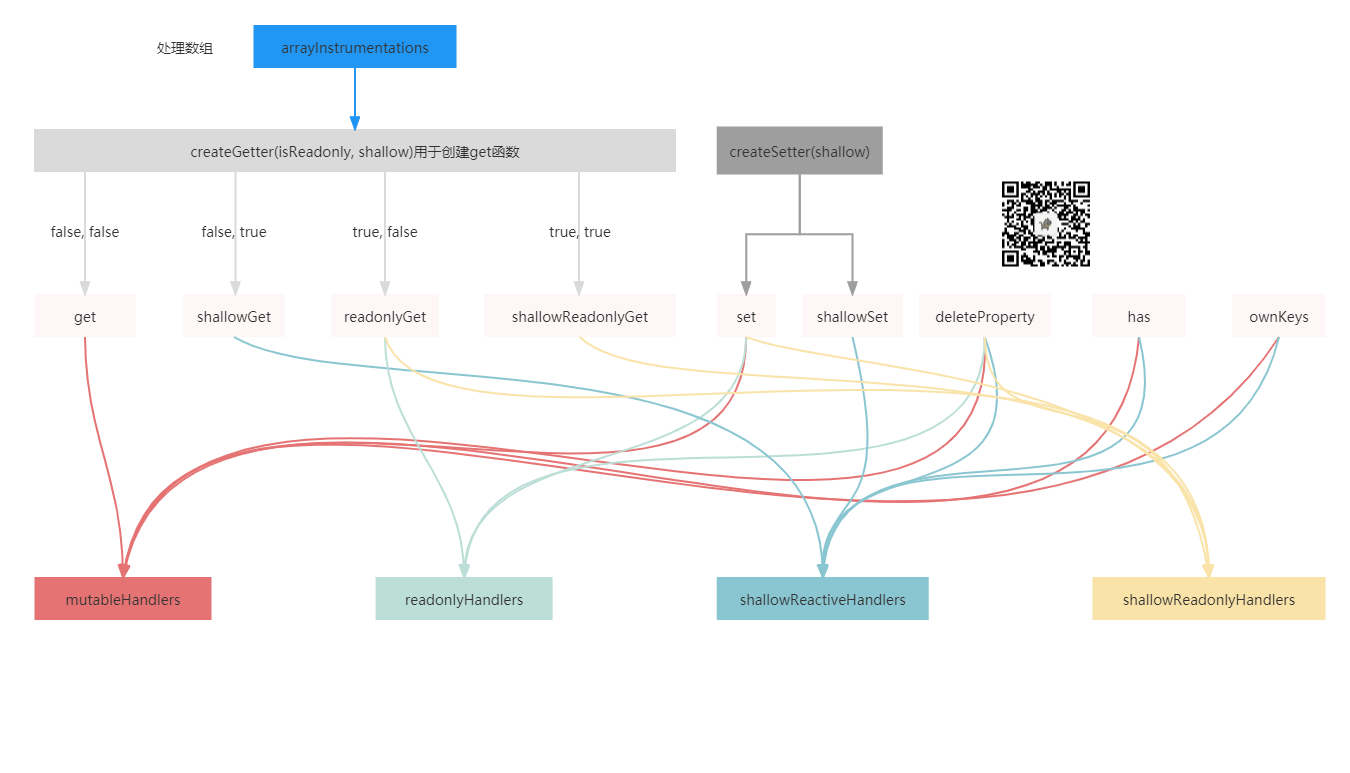 处理数组
arrayInstrumentations
createGetter(isReadonly, shallow)用于创建get函数
createSetter(shallow)
false, false
false, true
true, false
true, true
get
shallowGet
readonlyGet
shallowReadonlyGet
set
shallowSet
deleteProperty
has
ownKeys
mutableHandlers
readonlyHandlers
shallowReactiveHandlers
shallowReadonlyHandlers